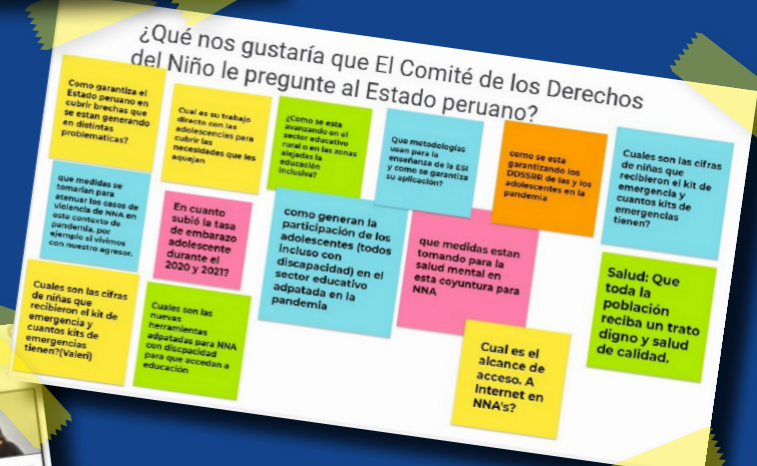 ¿Qué nos gustaría que El Comité de los Derechos
del Niño le pregunte al Estado peruano?
Como garantiza el
Estado peruano en
cubrir brechas que
se estan generando
en distintas
problematicas?
Cual es su trabajo
directo con las
adolescencias para
cubrir las
necesidades que les
aquejan
¿Como se esta
avanzando en el
sector educativo
rural o en las zonas
alejadas la
educación
inclusiva?
Que metodologías
usan para la
enseñanza de la ESI
y como se garantiza
su aplicación?
como se esta
garantizando los
DDSSRR de las y los
adolescentes en la
pandemia
Cuales son las cifras
de niñas que
recibieron el kit de
emergencia y
cuantos kits de
emergencias
tienen?
que medidas se
tomarían para
atenuar los casos de
violencia de NNA en
este contexto de
pandemia, por
ejemplo si vivimos
con nuestro agresor.
En cuanto
subió la tasa
de embarazo
adolescente
durante el
2020 y 2021?
como generan la
participación de los
adolescentes (todos
incluso con
discapacidad) en el
sector educativo
adpatada en la
pandemia
que medidas estan
tomando para la
salud mental en
esta coyuntura para
NNA
Salud: Que
toda la
población
reciba un trato
digno y salud
de calidad.
Cuales son las cifras
de niñas que
recibieron el kit de
emergencia y
cuantos kits de
emergencias
tienen?(Valeri)
Cuales son las
nuevas
herramientas
adpatadas para NNA
con discpacidad
para que accedan a
educación
Cual es el
alcance de
acceso. A
Internet en
NNA's?